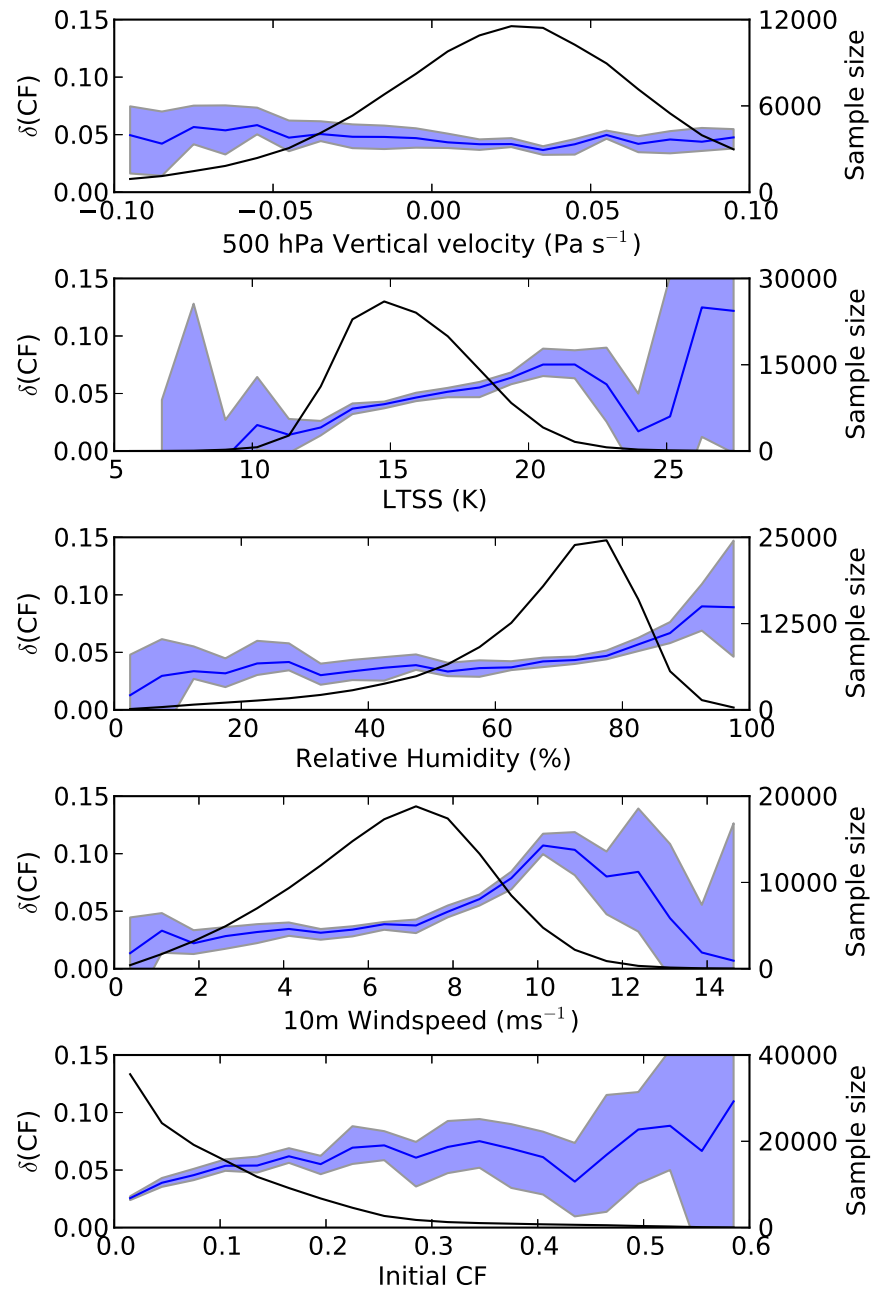 0.15 12000
0.10
δ(CF) Sample size
6000
0.05
0.00 0
−0.10 −0.05 0.00 0.05 0.10
500 hPa Vertical velocity (Pa s⁻¹)
0.15 30000
0.10
δ(CF) Sample size
15000
0.05
0.00 0
5 10 15 20 25
LTSS (K)
0.15 25000
0.10
δ(CF) Sample size
12500
0.05
0.00 0
0 20 40 60 80 100
Relative Humidity (%)
0.15 20000
0.10
δ(CF) Sample size
10000
0.05
0.00 0
0 2 4 6 8 10 12 14
10m Windspeed (ms⁻¹)
0.15 40000
0.10
δ(CF) Sample size
20000
0.05
0.00 0
0.0 0.1 0.2 0.3 0.4 0.5 0.6
Initial CF